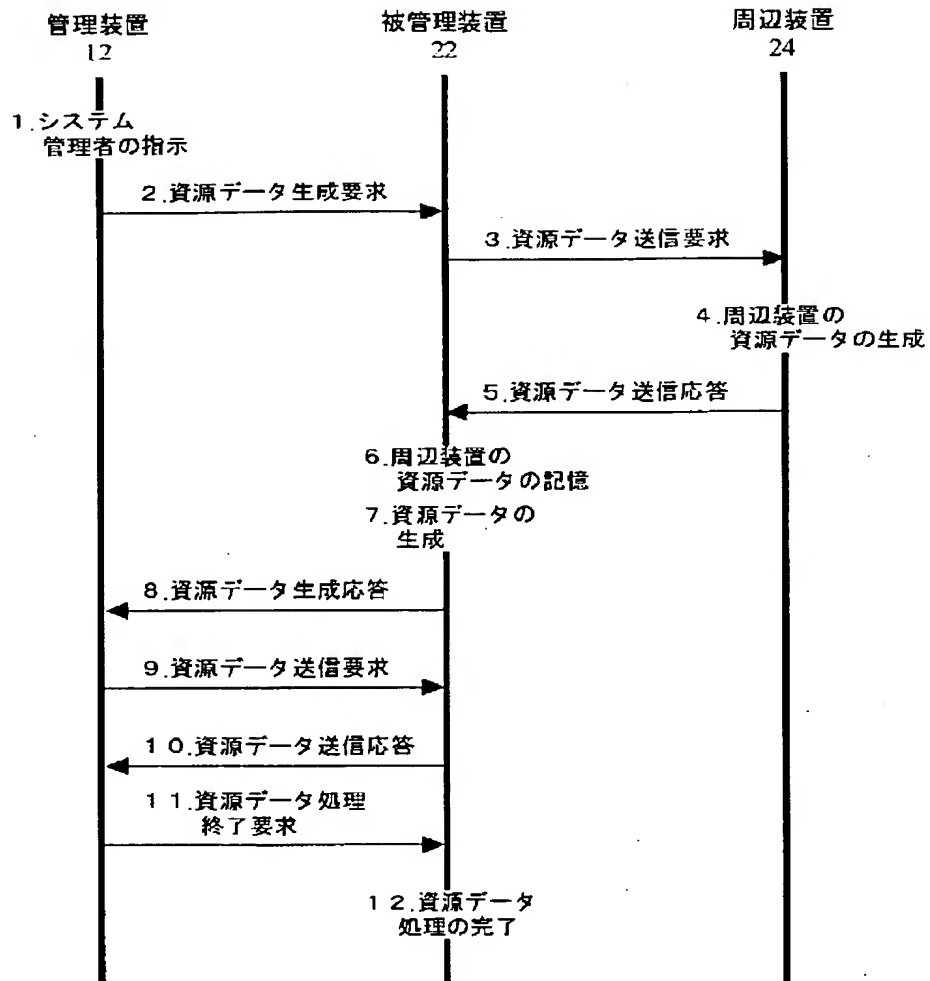 管理装置
12
被管理装置
22
周辺装置
24
1.システム
管理者の指示
2.資源データ生成要求
3.資源データ送信要求
4.周辺装置の
資源データの生成
5.資源データ送信応答
6.周辺装置の
資源データの記憶
7.資源データの
生成
8.資源データ生成応答
9.資源データ送信要求
10.資源データ送信応答
11.資源データ処理
終了要求
12.資源データ
処理の完了